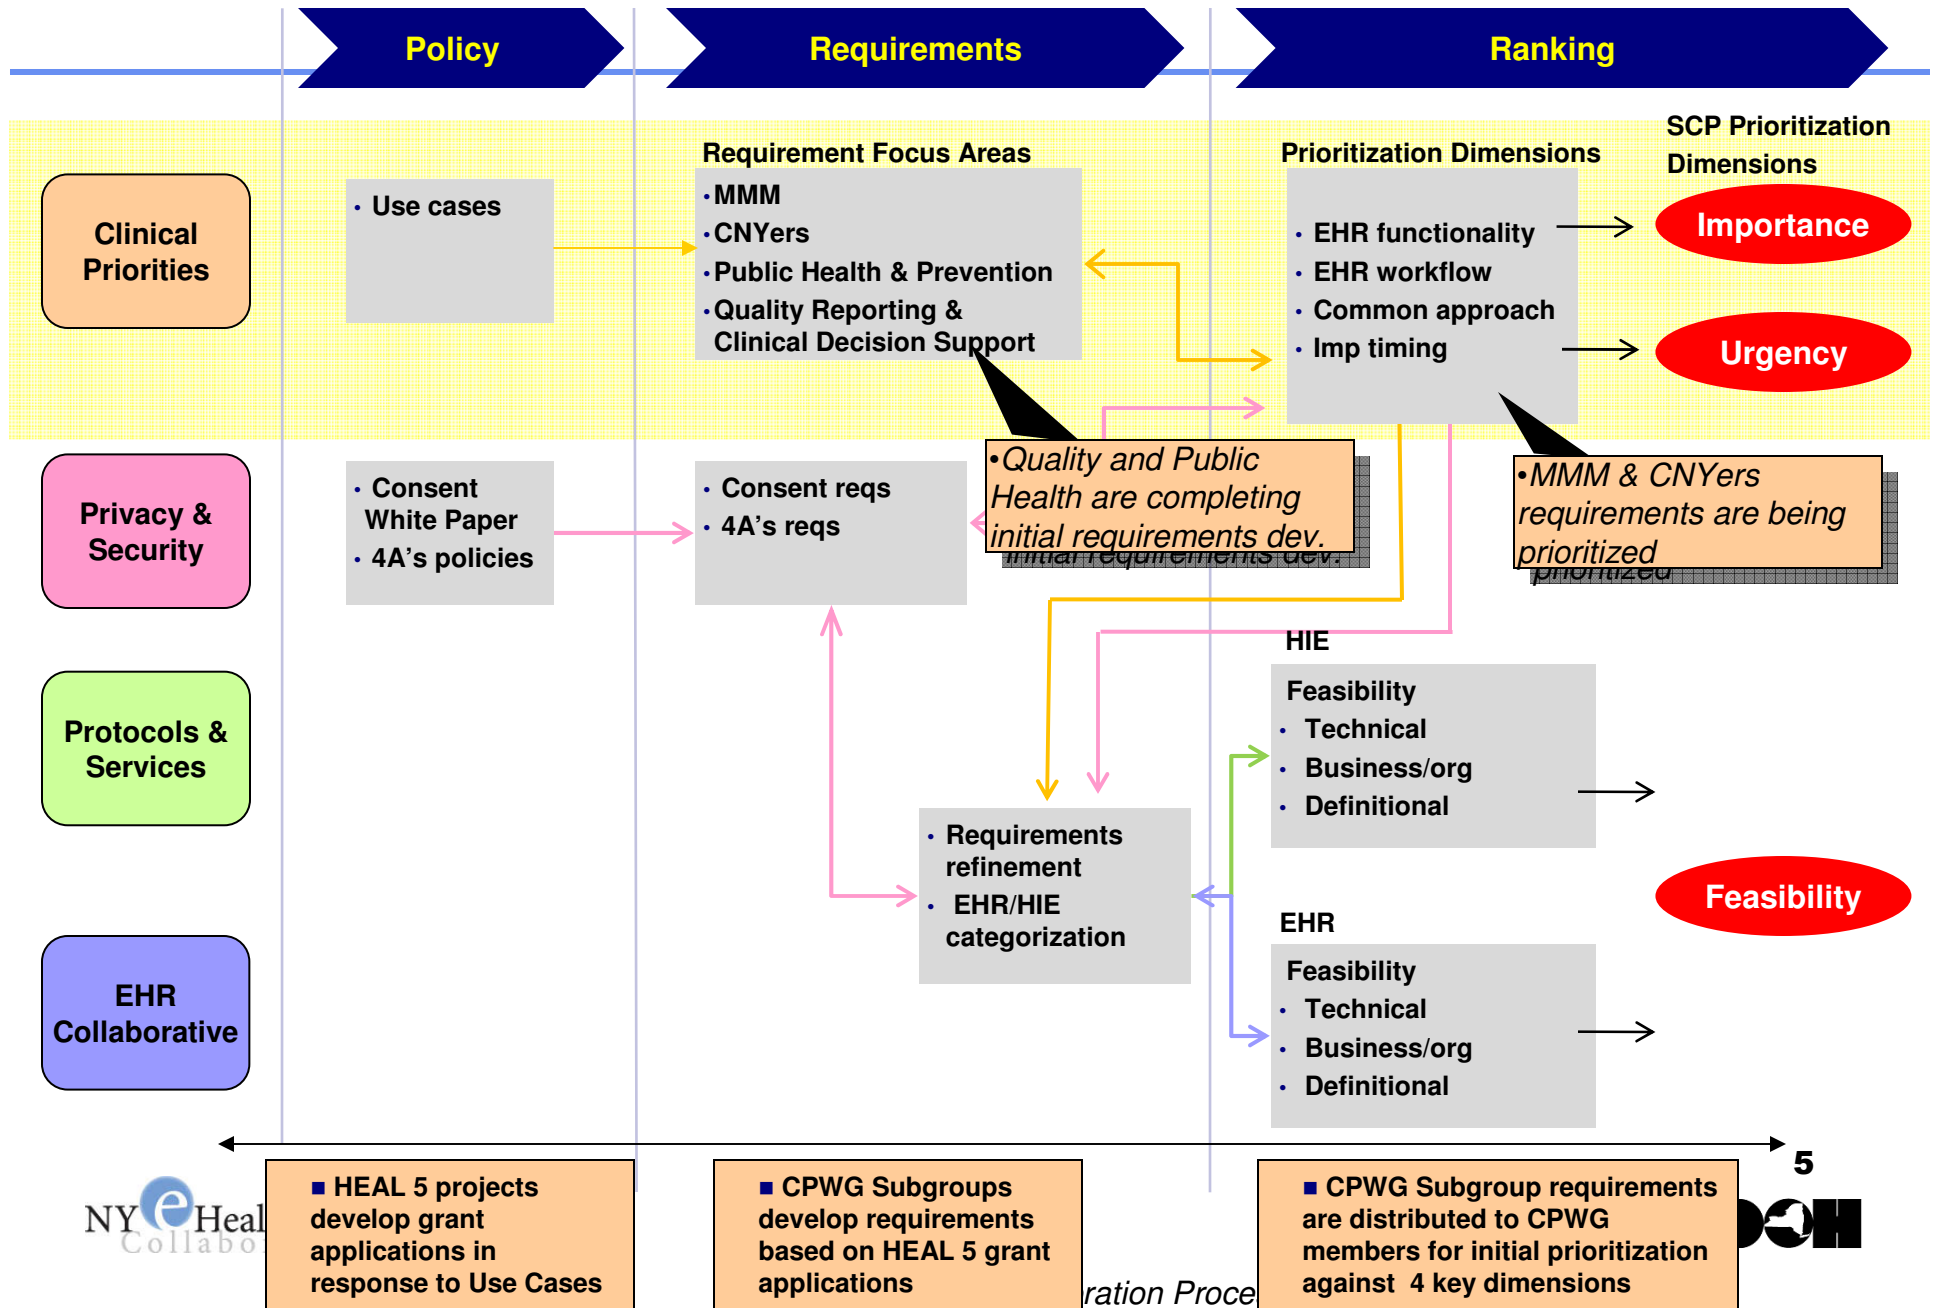 Policy
Requirements
Ranking
SCP Prioritization
Dimensions
Requirement Focus Areas
Prioritization Dimensions
Clinical
Priorities
• Use cases
•MMM
•CNYers
•Public Health & Prevention
•Quality Reporting &
Clinical Decision Support
• EHR functionality
• EHR workflow
• Common approach
• Imp timing
Importance
Urgency
Privacy &
Security
• Consent
White Paper
• 4A's policies
• Consent reqs
• 4A's reqs
•Quality and Public
Health are completing
initial requirements dev.
•MMM & CNYers
requirements are being
prioritized
Protocols &
Services
HIE
Feasibility
• Technical
• Business/org
• Definitional
• Requirements
refinement
• EHR/HIE
categorization
Feasibility
EHR
Collaborative
EHR
Feasibility
• Technical
• Business/org
• Definitional
5
NY eHeal
Collabo
■ HEAL 5 projects
develop grant
applications in
response to Use Cases
■ CPWG Subgroups
develop requirements
based on HEAL 5 grant
applications
■ CPWG Subgroup requirements
are distributed to CPWG
members for initial prioritization
against 4 key dimensions
OH
ration Proce